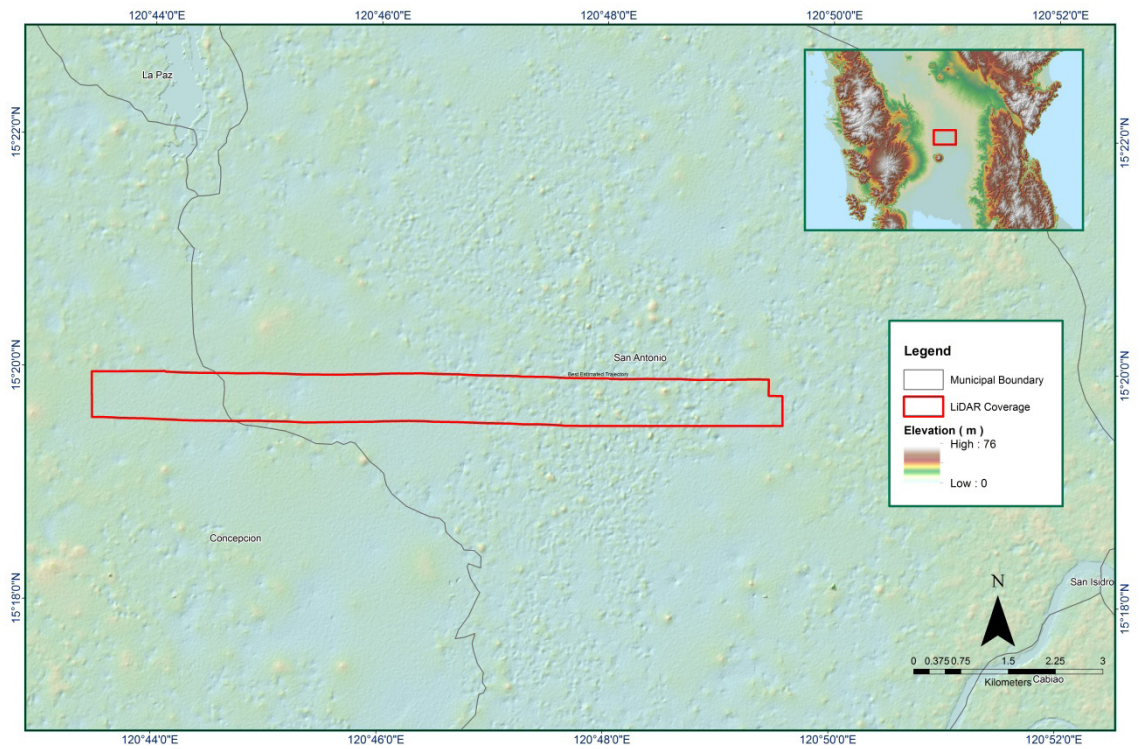 120°44'0"E 120°46'0"E 120°48'0"E 120°50'0"E 120°52'0"E
La Paz
15°22'0"N
15°22'0"N
San Antonio
Best Estimated Trajectory
15°20'0"N
15°20'0"N
Legend
Municipal Boundary
LiDAR Coverage
Elevation ( m )
High : 76
Low : 0
Concepcion
San Isidro
15°18'0"N
15°18'0"N
N
0 0.375 0.75 1.5 2.25 3
Kilometers
Cabiao
120°44'0"E 120°46'0"E 120°48'0"E 120°50'0"E 120°52'0"E